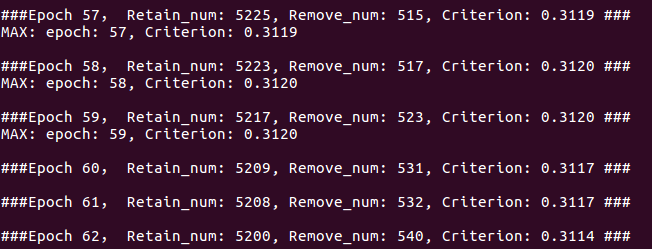 ###Epoch 57,  Retain_num: 5225, Remove_num: 515, Criterion: 0.3119 ###
MAX: epoch: 57, Criterion: 0.3119
###Epoch 58,  Retain_num: 5223, Remove_num: 517, Criterion: 0.3120 ###
MAX: epoch: 58, Criterion: 0.3120
###Epoch 59,  Retain_num: 5217, Remove_num: 523, Criterion: 0.3120 ###
MAX: epoch: 59, Criterion: 0.3120
###Epoch 60,  Retain_num: 5209, Remove_num: 531, Criterion: 0.3117 ###
###Epoch 61,  Retain_num: 5208, Remove_num: 532, Criterion: 0.3117 ###
###Epoch 62,  Retain_num: 5200, Remove_num: 540, Criterion: 0.3114 ###